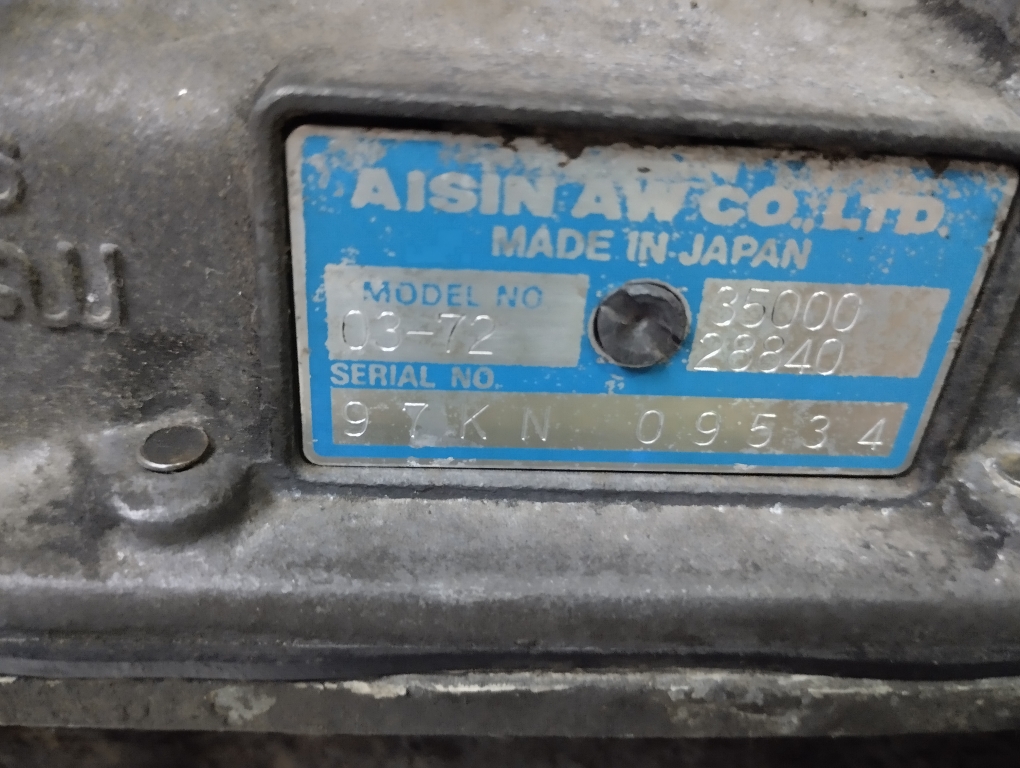 AISIN AW CO., LTD.
MADE IN JAPAN
MODEL NO
03-72
35000
28840
SERIAL NO.
97KN 09534